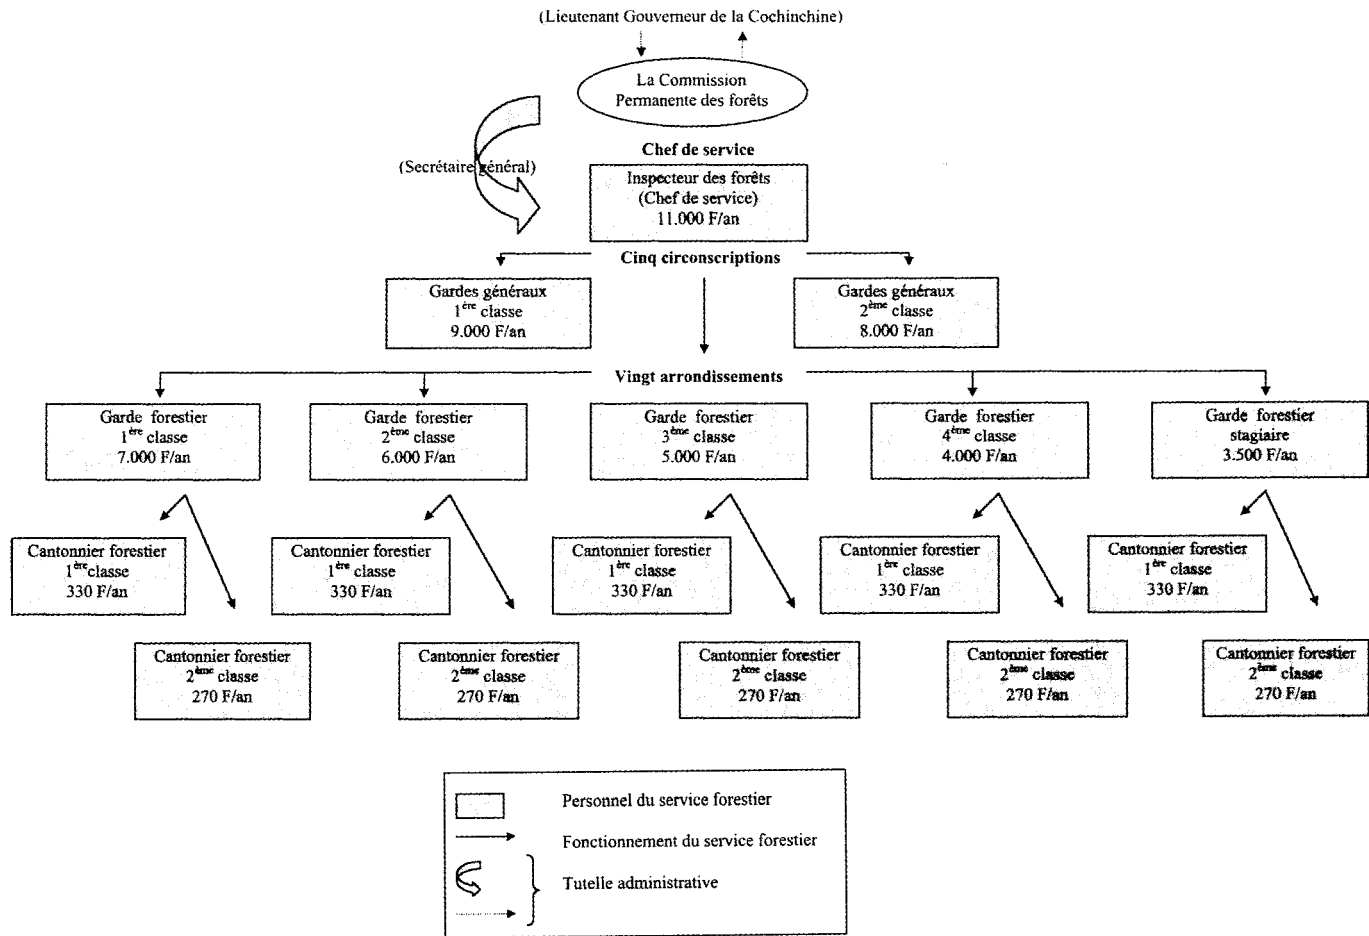 (Lieutenant Gouverneur de la Cochinchine)
La Commission
Permanente des forêts
(Secrétaire général)
Chef de service
Inspecteur des forêts
(Chef de service)
11.000 F/an
Cinq circonscriptions
Gardes généraux
1ère classe
9.000 F/an
Gardes généraux
2ème classe
8.000 F/an
Vingt arrondissements
Garde forestier
1ère classe
7.000 F/an
Garde forestier
2ème classe
6.000 F/an
Garde forestier
3ème classe
5.000 F/an
Garde forestier
4ème classe
4.000 F/an
Garde forestier
stagiaire
3.500 F/an
Cantonnier forestier
1èreclasse
330 F/an
Cantonnier forestier
1ère classe
330 F/an
Cantonnier forestier
1ère classe
330 F/an
Cantonnier forestier
1ère classe
330 F/an
Cantonnier forestier
1ère classe
330 F/an
Cantonnier forestier
2ème classe
270 F/an
Cantonnier forestier
2ème classe
270 F/an
Cantonnier forestier
2ème classe
270 F/an
Cantonnier forestier
2ème classe
270 F/an
Cantonnier forestier
2ème classe
270 F/an
Personnel du service forestier
Fonctionnement du service forestier
Tutelle administrative